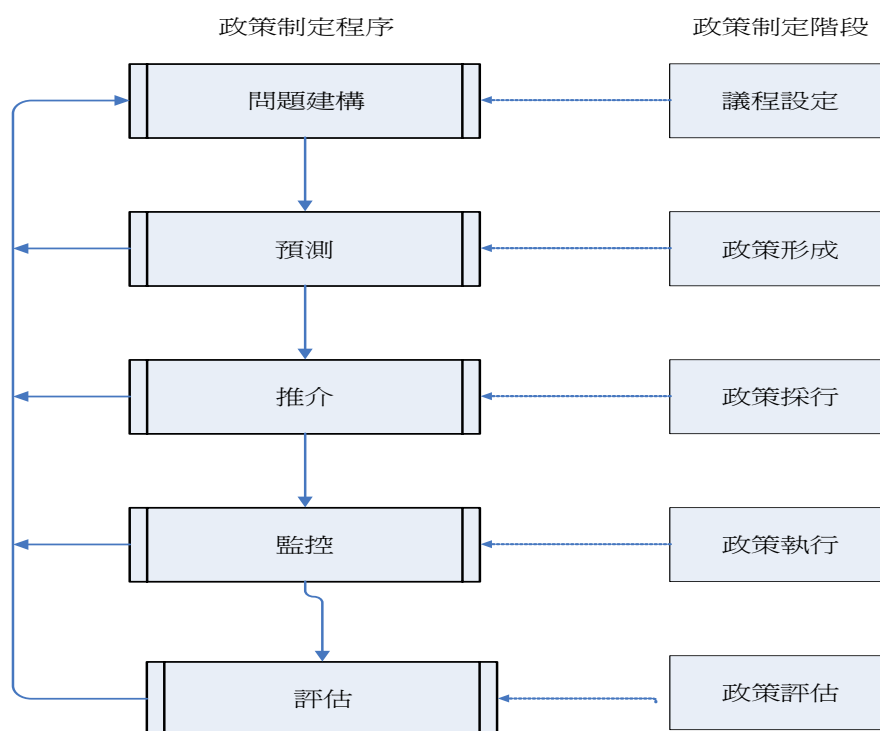 政策制定程序
政策制定階段
問題建構
議程設定
預測
政策形成
推介
政策採行
監控
政策執行
評估
政策評估